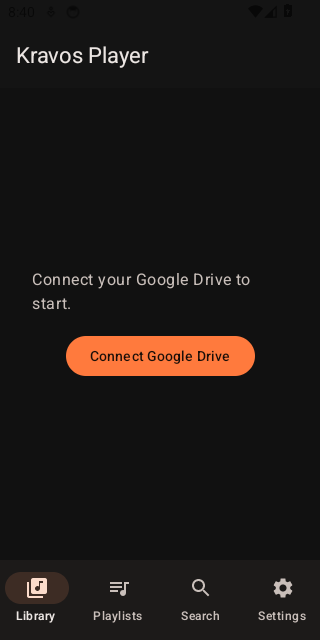 8:40
Kravos Player
Connect your Google Drive to
start.
Connect Google Drive
Library
Playlists
Search
Settings